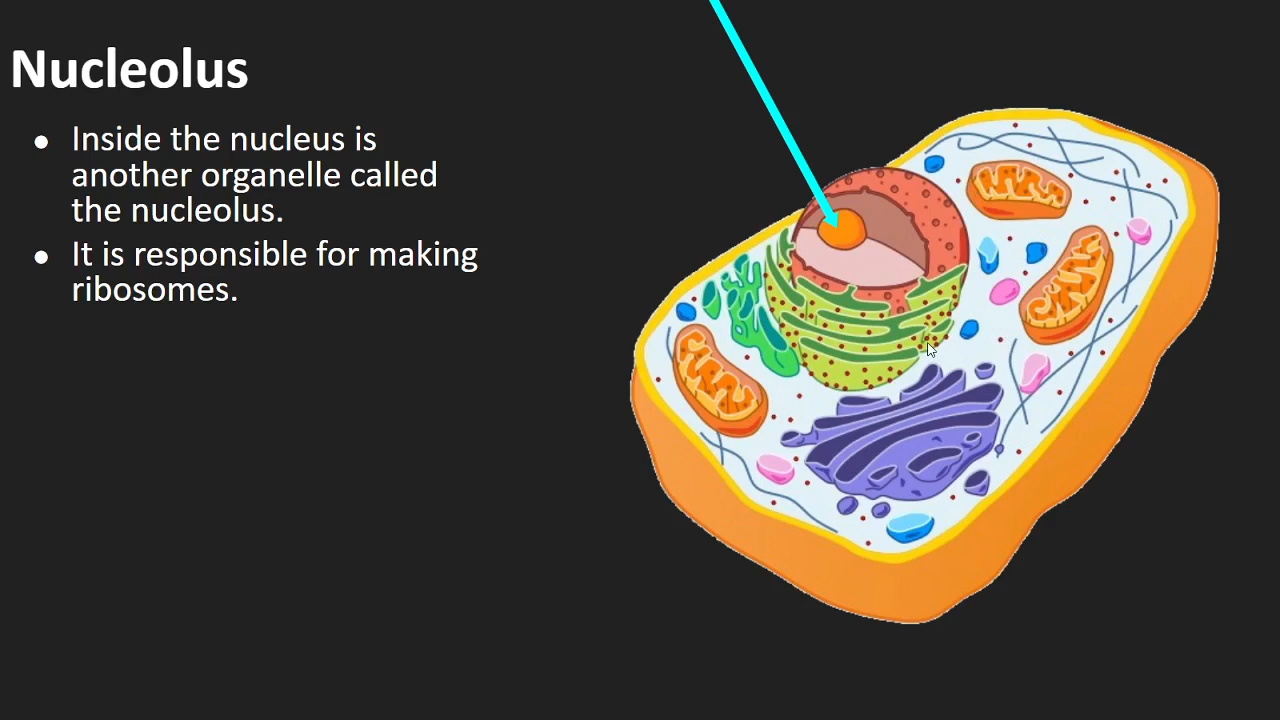 Nucleolus
● Inside the nucleus is
another organelle called
the nucleolus.
● It is responsible for making
ribosomes.